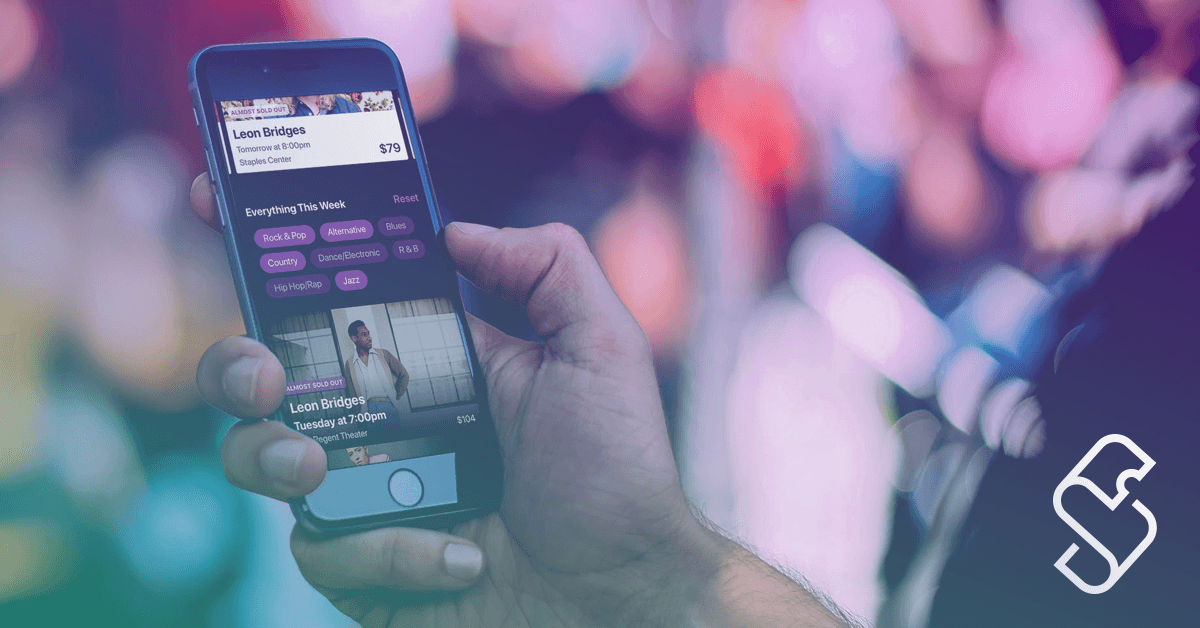 ALMOST SOLD OUT
Leon Bridges
Tomorrow at 8:00pm
$79
Staples Center
Everything This Week
Reset
Rock & Pop
Alternative
Blues
Country
Dance/Electronic
R & B
Hip Hop/Rap
Jazz
ALMOST SOLD OUT
Leon Bridges
Tuesday at 7:00pm
$104
Regent Theater